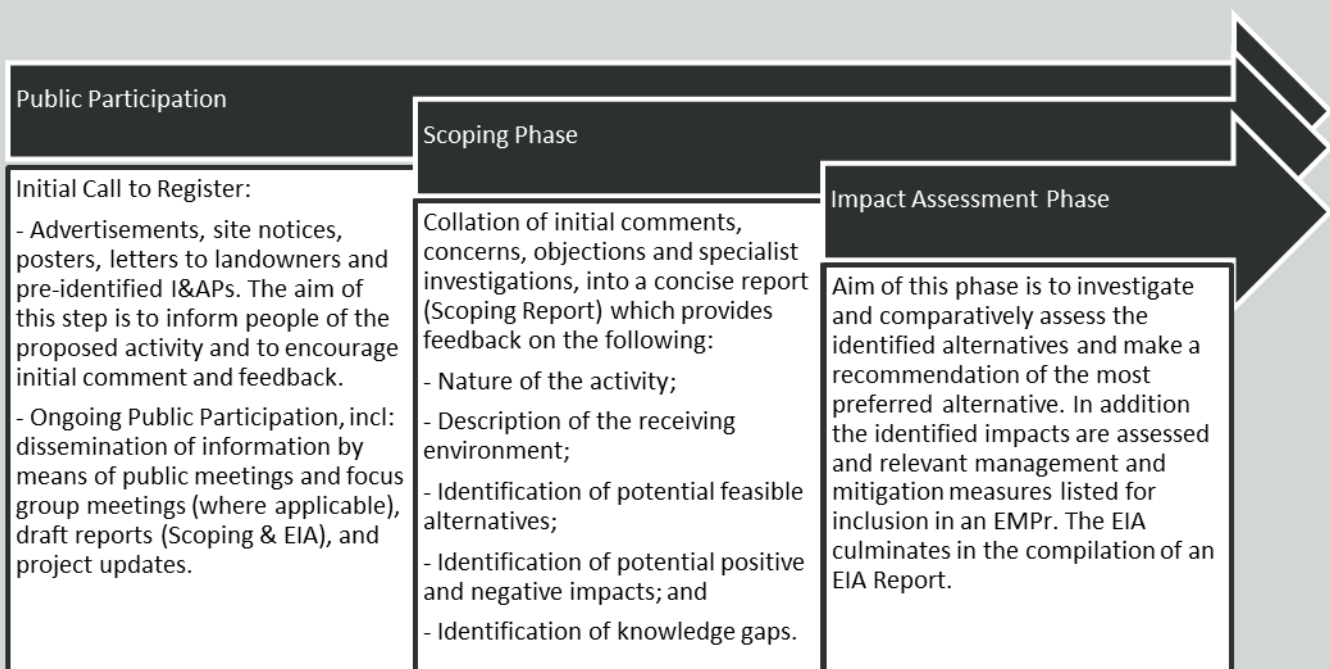 Public Participation
Initial Call to Register:
- Advertisements, site notices,
posters, letters to landowners and
pre-identified I&APs. The aim of
this step is to inform people of the
proposed activity and to encourage
initial comment and feedback.
- Ongoing Public Participation, incl:
dissemination of information by
means of public meetings and focus
group meetings (where applicable),
draft reports (Scoping & EIA), and
project updates.
Scoping Phase
Collation of initial comments,
concerns, objections and specialist
investigations, into a concise report
(Scoping Report) which provides
feedback on the following:
- Nature of the activity;
- Description of the receiving
environment;
- Identification of potential feasible
alternatives;
- Identification of potential positive
and negative impacts; and
- Identification of knowledge gaps.
Impact Assessment Phase
Aim of this phase is to investigate
and comparatively assess the
identified alternatives and make a
recommendation of the most
preferred alternative. In addition
the identified impacts are assessed
and relevant management and
mitigation measures listed for
inclusion in an EMPr. The EIA
culminates in the compilation of an
EIA Report.